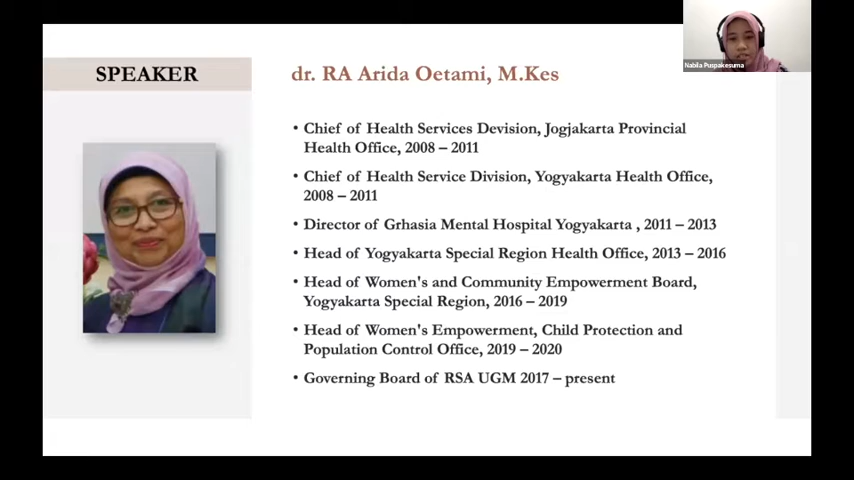 Nabila Puspakesuma
SPEAKER
dr. RA Arida Oetami, M.Kes
• Chief of Health Services Devision, Jogjakarta Provincial
Health Office, 2008 – 2011
• Chief of Health Service Division, Yogyakarta Health Office,
2008 – 2011
• Director of Grhasia Mental Hospital Yogyakarta , 2011 – 2013
• Head of Yogyakarta Special Region Health Office, 2013 – 2016
• Head of Women's and Community Empowerment Board,
Yogyakarta Special Region, 2016 – 2019
• Head of Women's Empowerment, Child Protection and
Population Control Office, 2019 – 2020
• Governing Board of RSA UGM 2017 – present